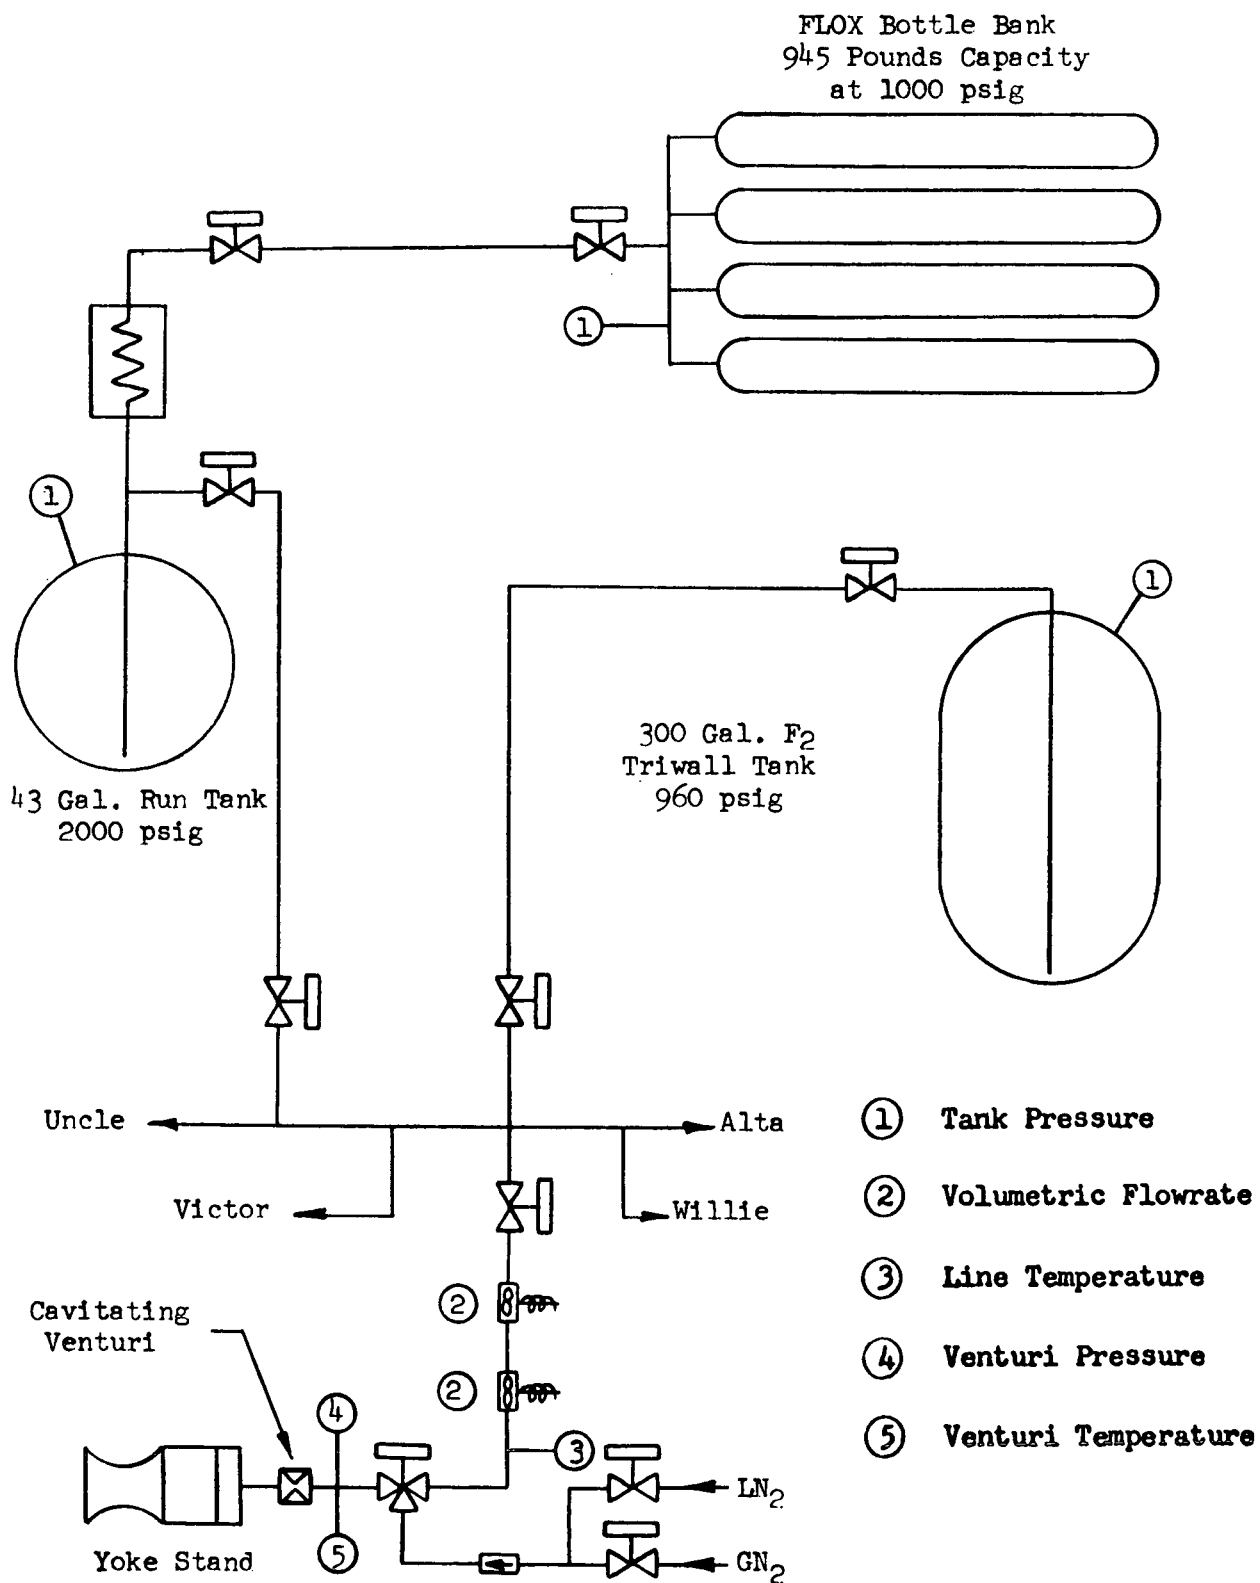 FLOX Bottle Bank
945 Pounds Capacity
at 1000 psig
1
1
1
300 Gal. F2
Triwall Tank
960 psig
43 Gal. Run Tank
2000 psig
Uncle
Alta
Victor
Willie
1 Tank Pressure
2 Volumetric Flowrate
3 Line Temperature
4 Venturi Pressure
5 Venturi Temperature
2
Cavitating
Venturi
2
4
3
LN2
5
GN2
Yoke Stand